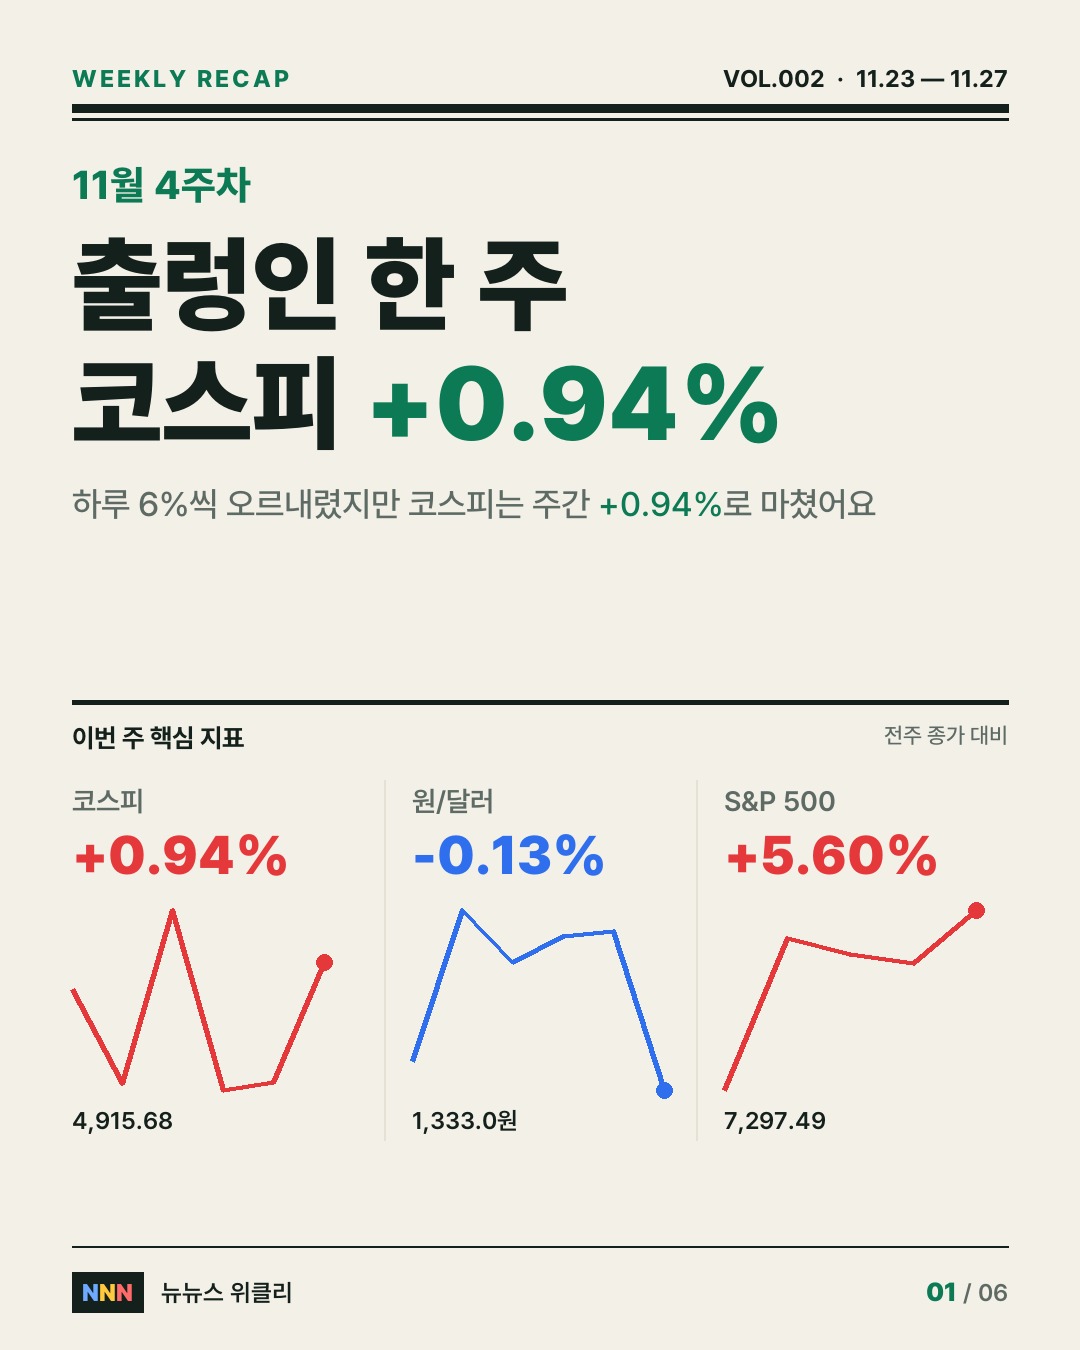 WEEKLY RECAP
VOL.002 · 11.23 — 11.27
11월 4주차
출렁인 한 주
코스피 +0.94%
하루 6%씩 오르내렸지만 코스피는 주간 +0.94%로 마쳤어요
이번 주 핵심 지표
전주 종가 대비
코스피
+0.94%
4,915.68
원/달러
-0.13%
1,333.0원
S&P 500
+5.60%
7,297.49
NNN 뉴뉴스 위클리
01 / 06